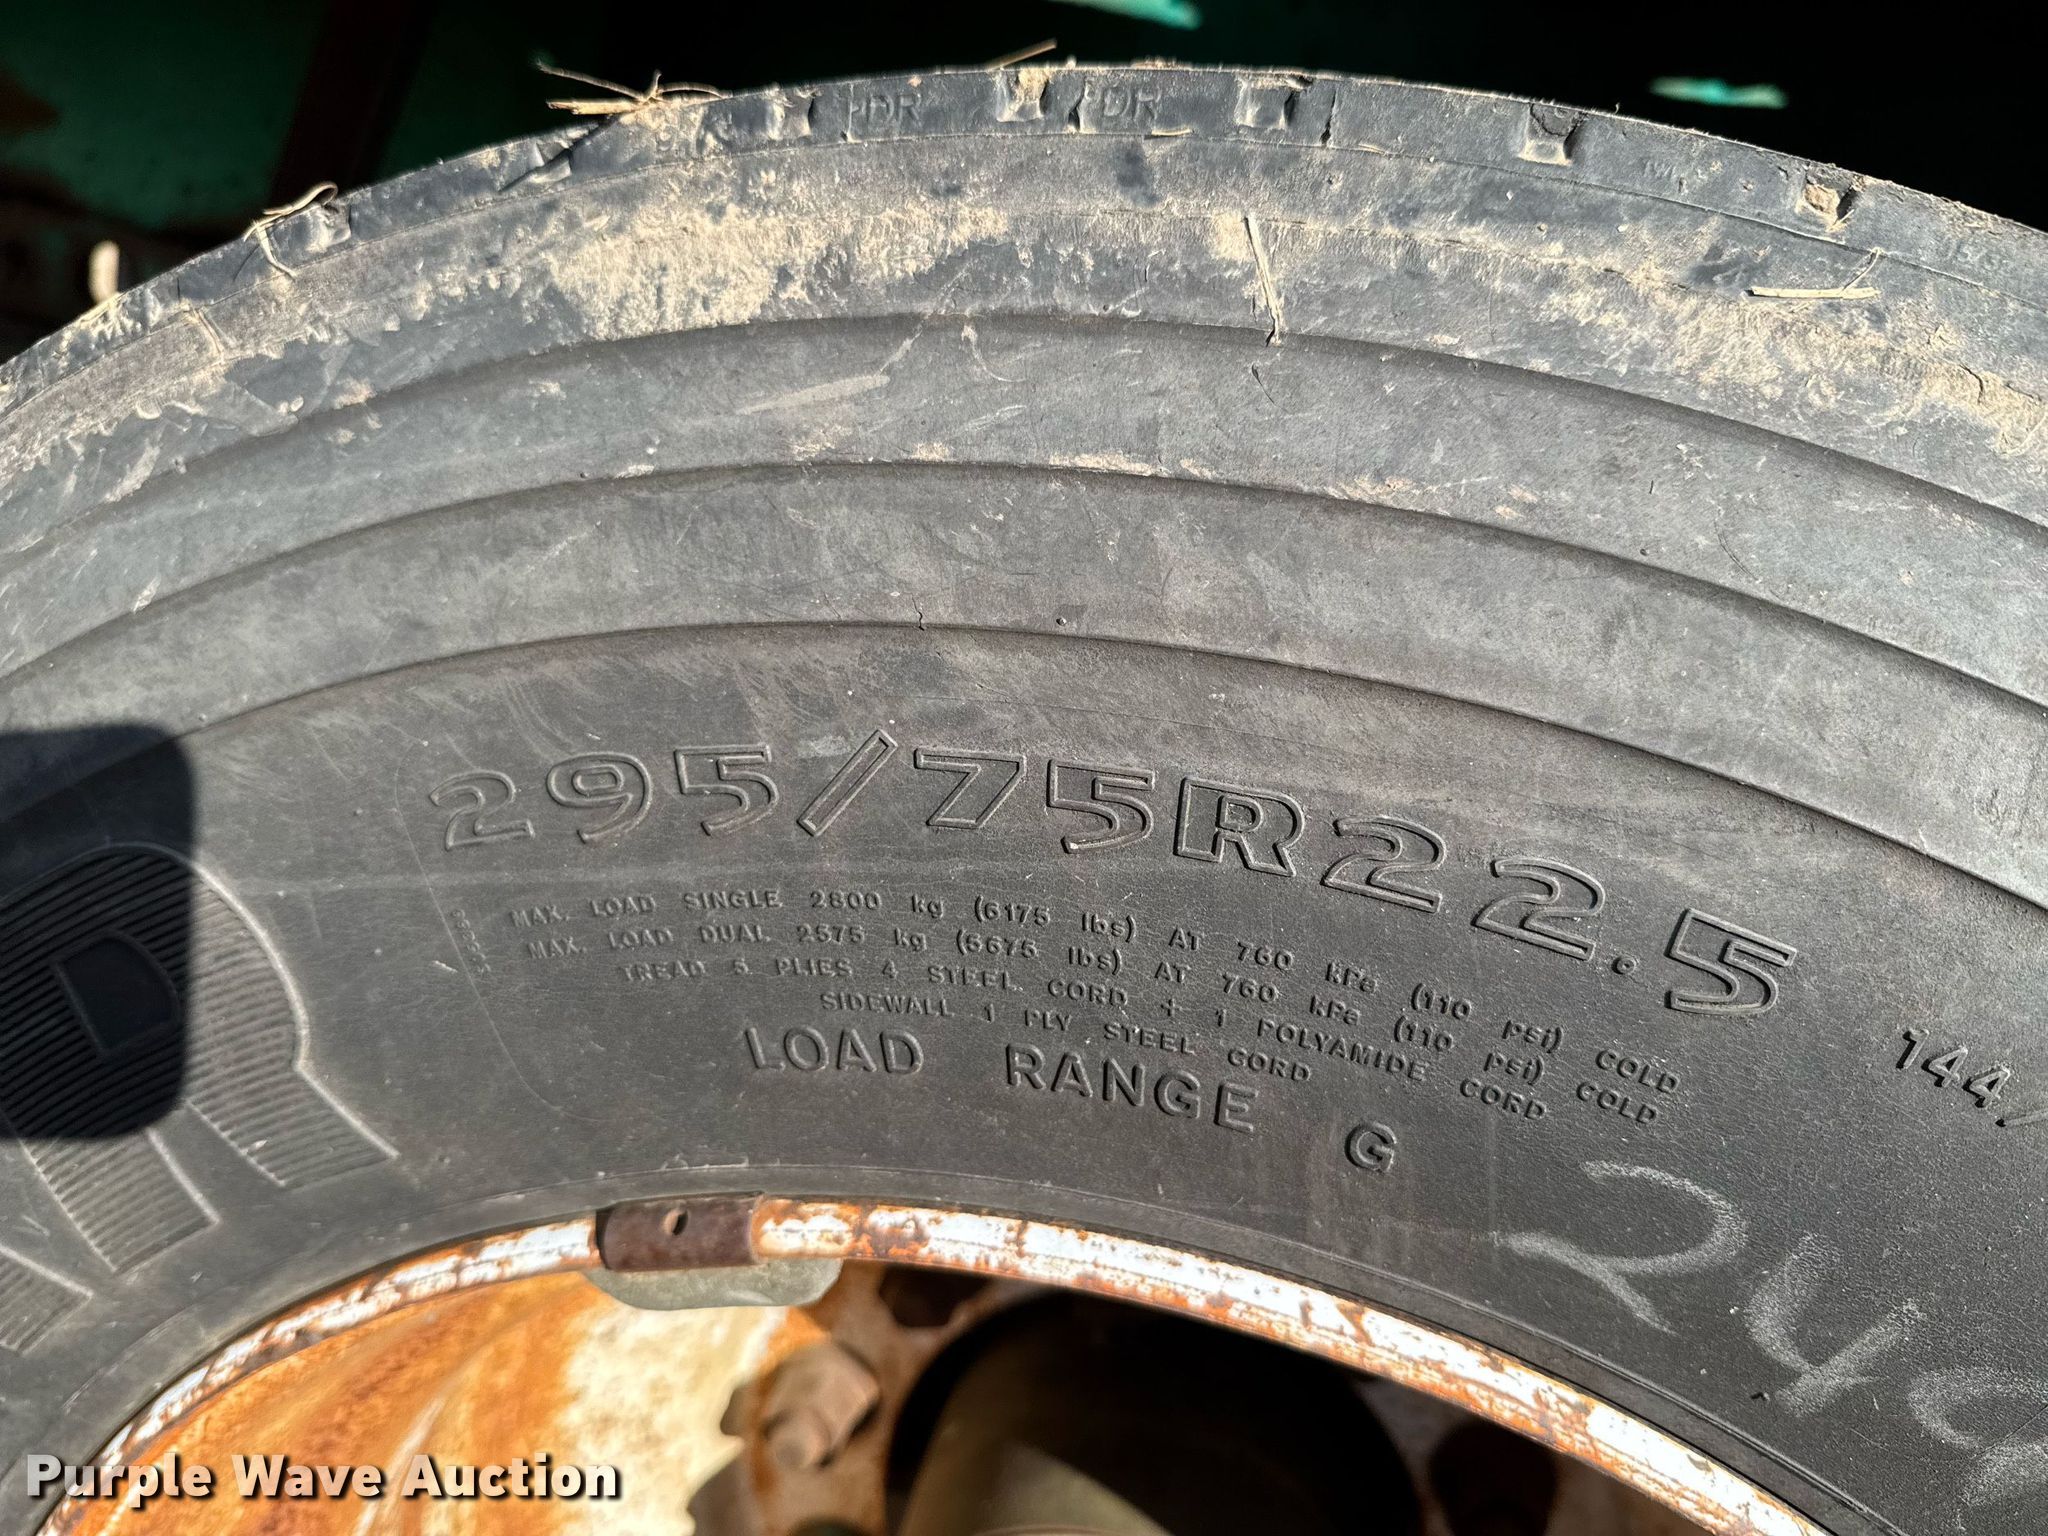 DR DR
295/75R22.5
MAX. LOAD SINGLE 2800 kg (6175 lbs) AT 760 kPa (110 psi) COLD
MAX. LOAD DUAL 2575 kg (5675 lbs) AT 760 kPa (110 psi) COLD
TREAD 5 PLIES 4 STEEL CORD + 1 POLYAMIDE CORD
SIDEWALL 1 PLY STEEL CORD
LOAD RANGE G
144/
D
Purple Wave Auction